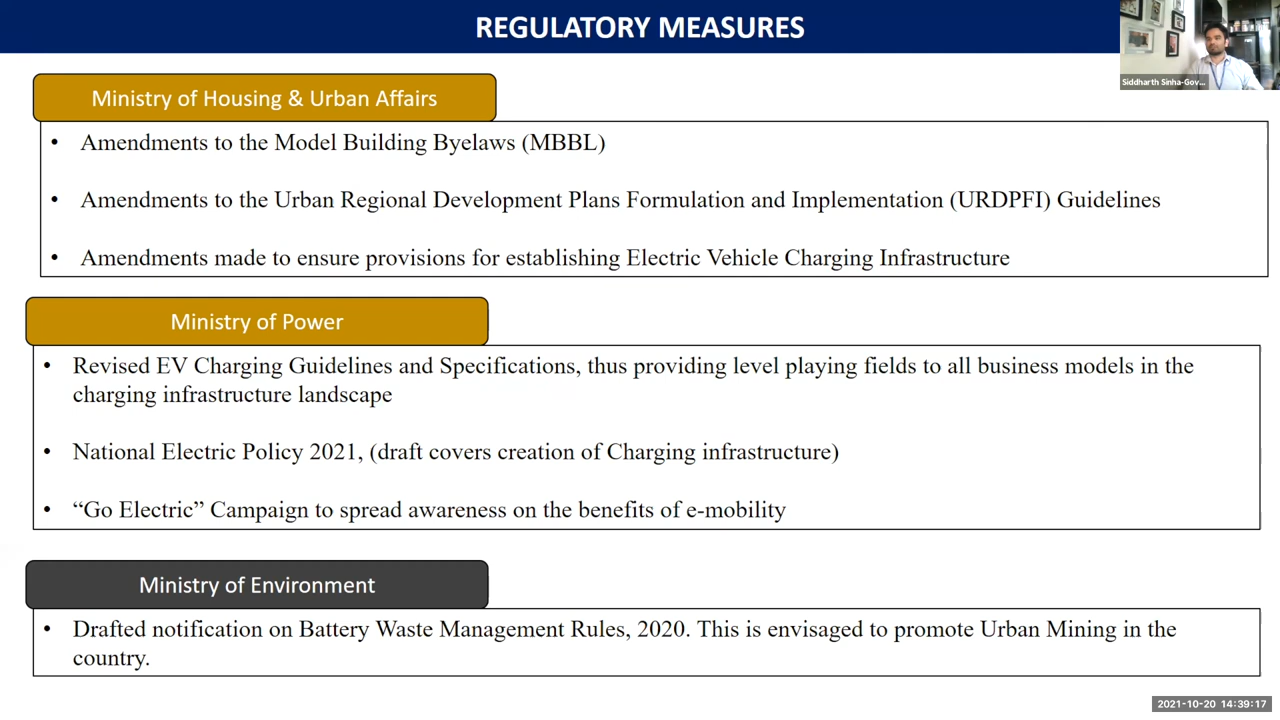 REGULATORY MEASURES
Siddharth Sinha-Gov...
Ministry of Housing & Urban Affairs
• Amendments to the Model Building Byelaws (MBBL)
• Amendments to the Urban Regional Development Plans Formulation and Implementation (URDPFI) Guidelines
• Amendments made to ensure provisions for establishing Electric Vehicle Charging Infrastructure
Ministry of Power
• Revised EV Charging Guidelines and Specifications, thus providing level playing fields to all business models in the
charging infrastructure landscape
• National Electric Policy 2021, (draft covers creation of Charging infrastructure)
• “Go Electric” Campaign to spread awareness on the benefits of e-mobility
Ministry of Environment
• Drafted notification on Battery Waste Management Rules, 2020. This is envisaged to promote Urban Mining in the
country.
2021-10-20 14:39:17